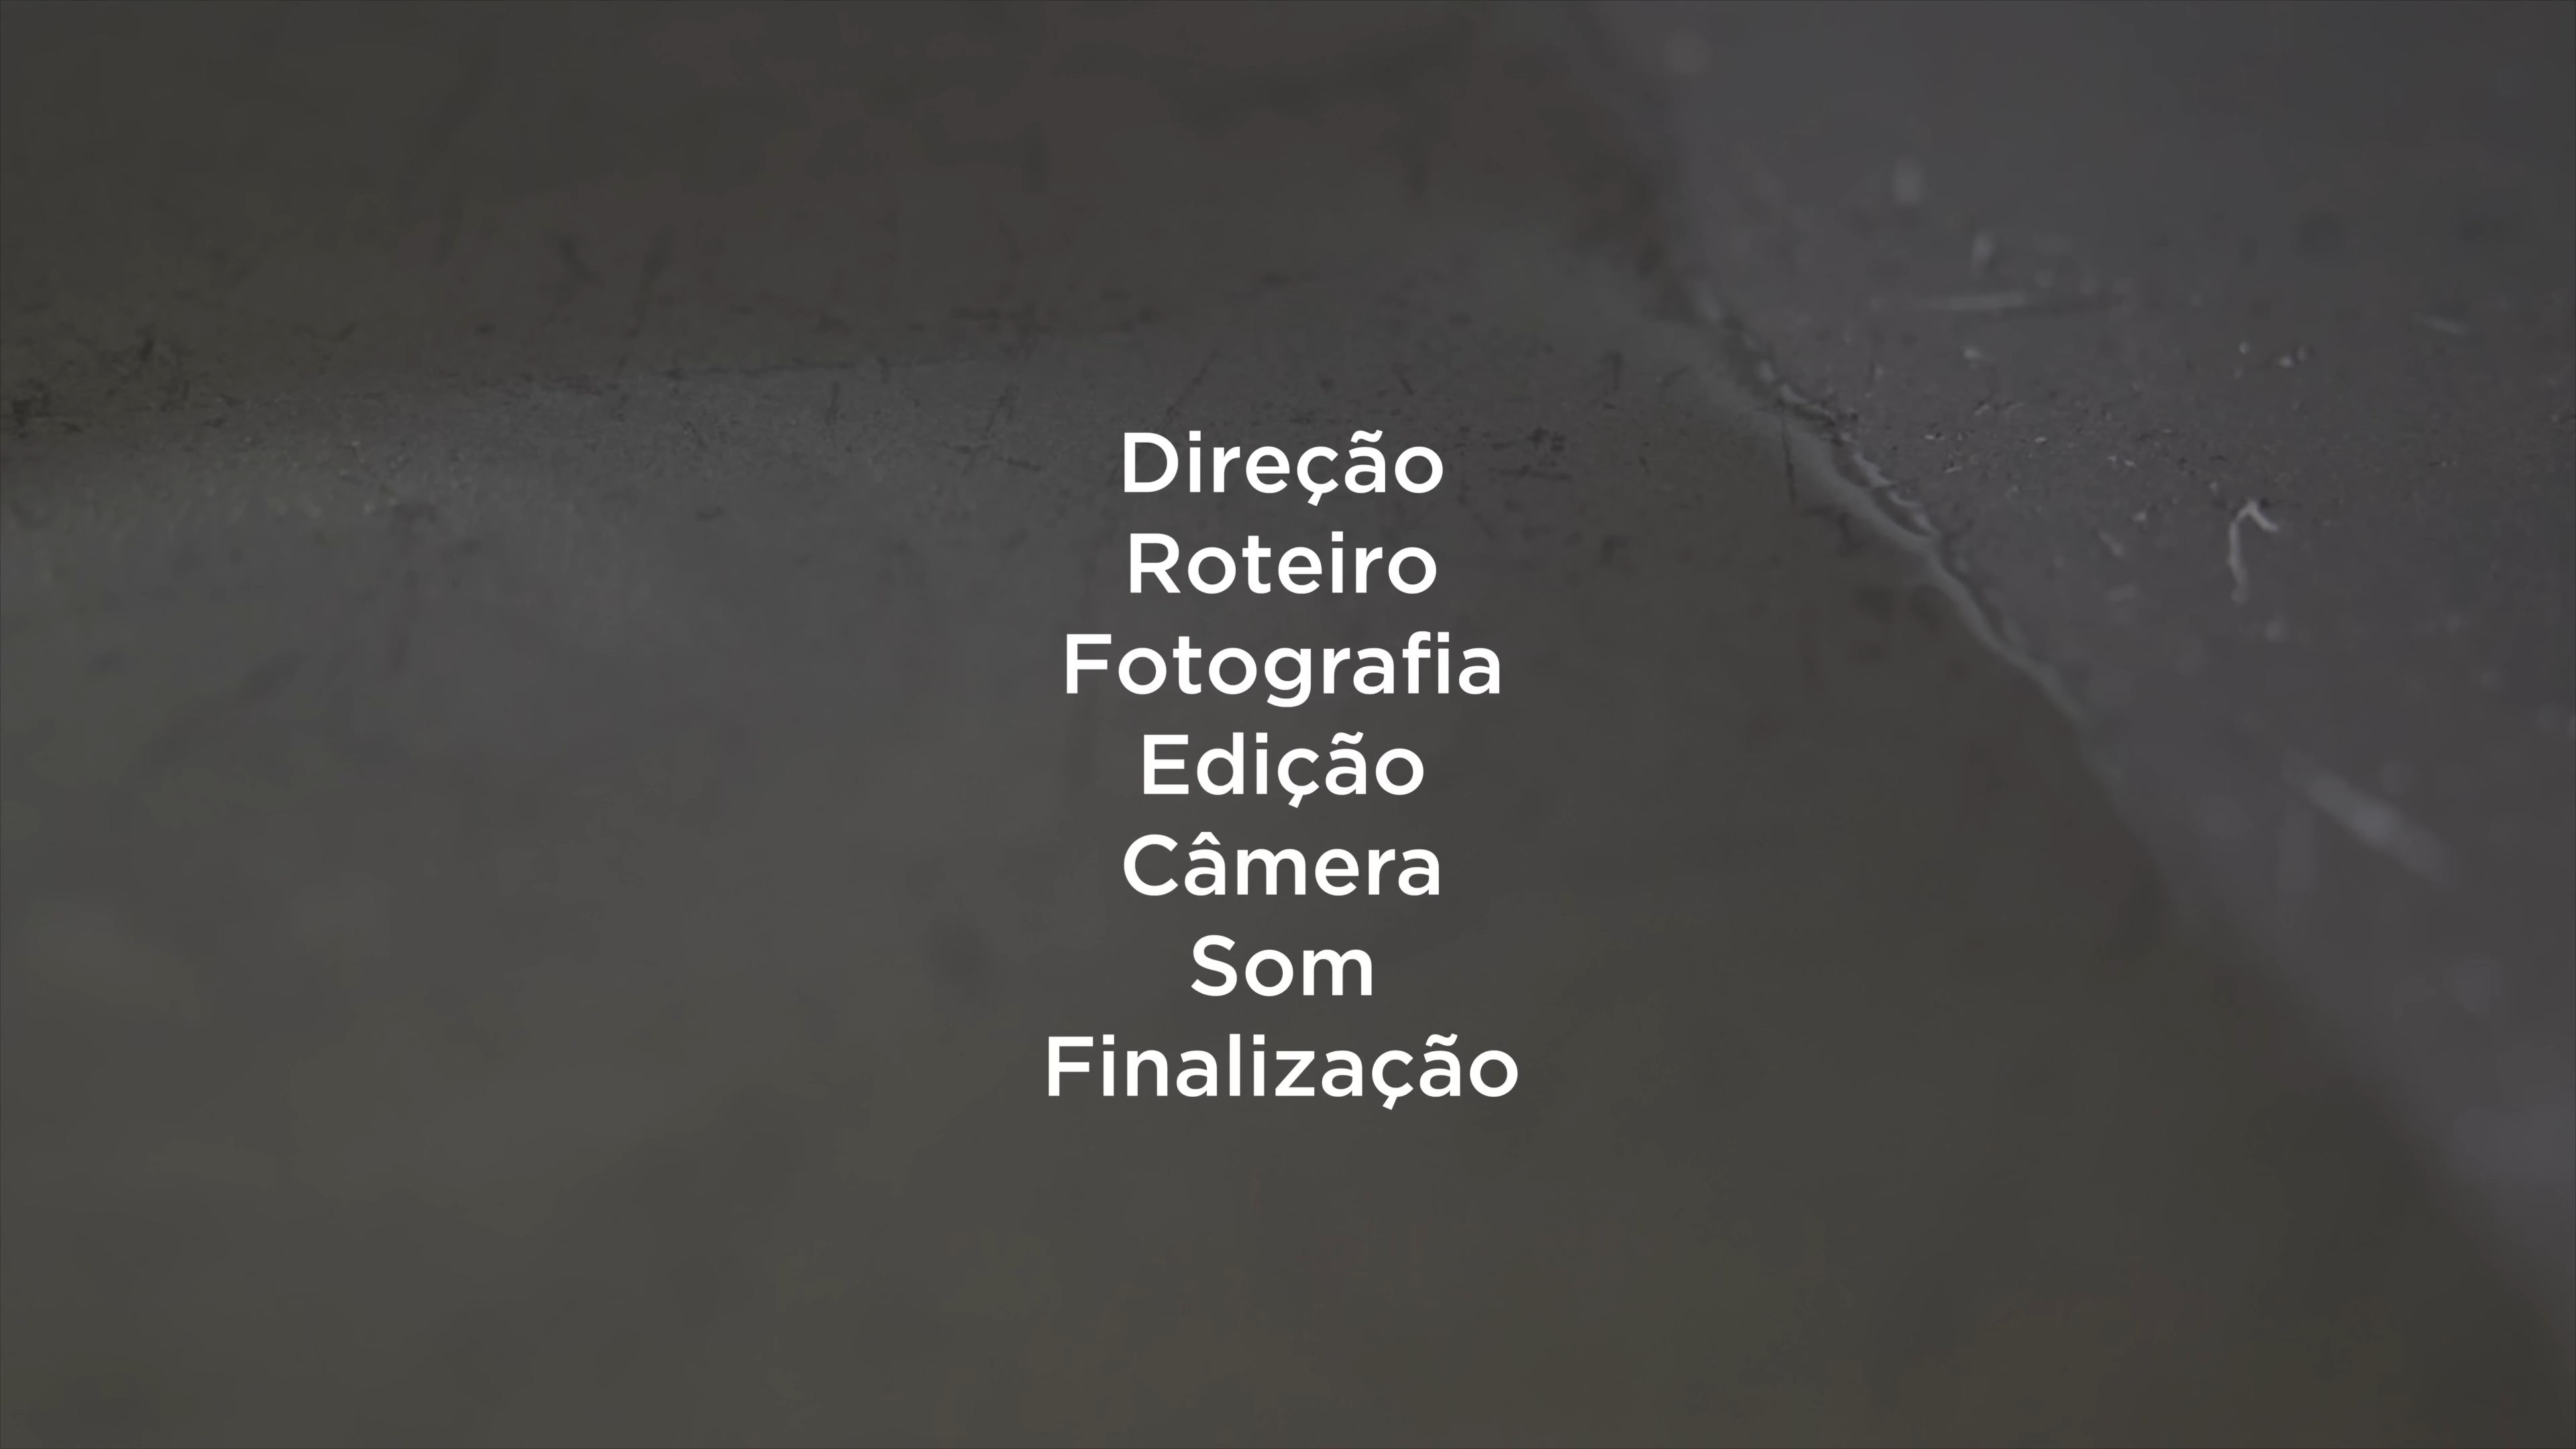 Direção
Roteiro
Fotografia
Edição
Câmera
Som
Finalização